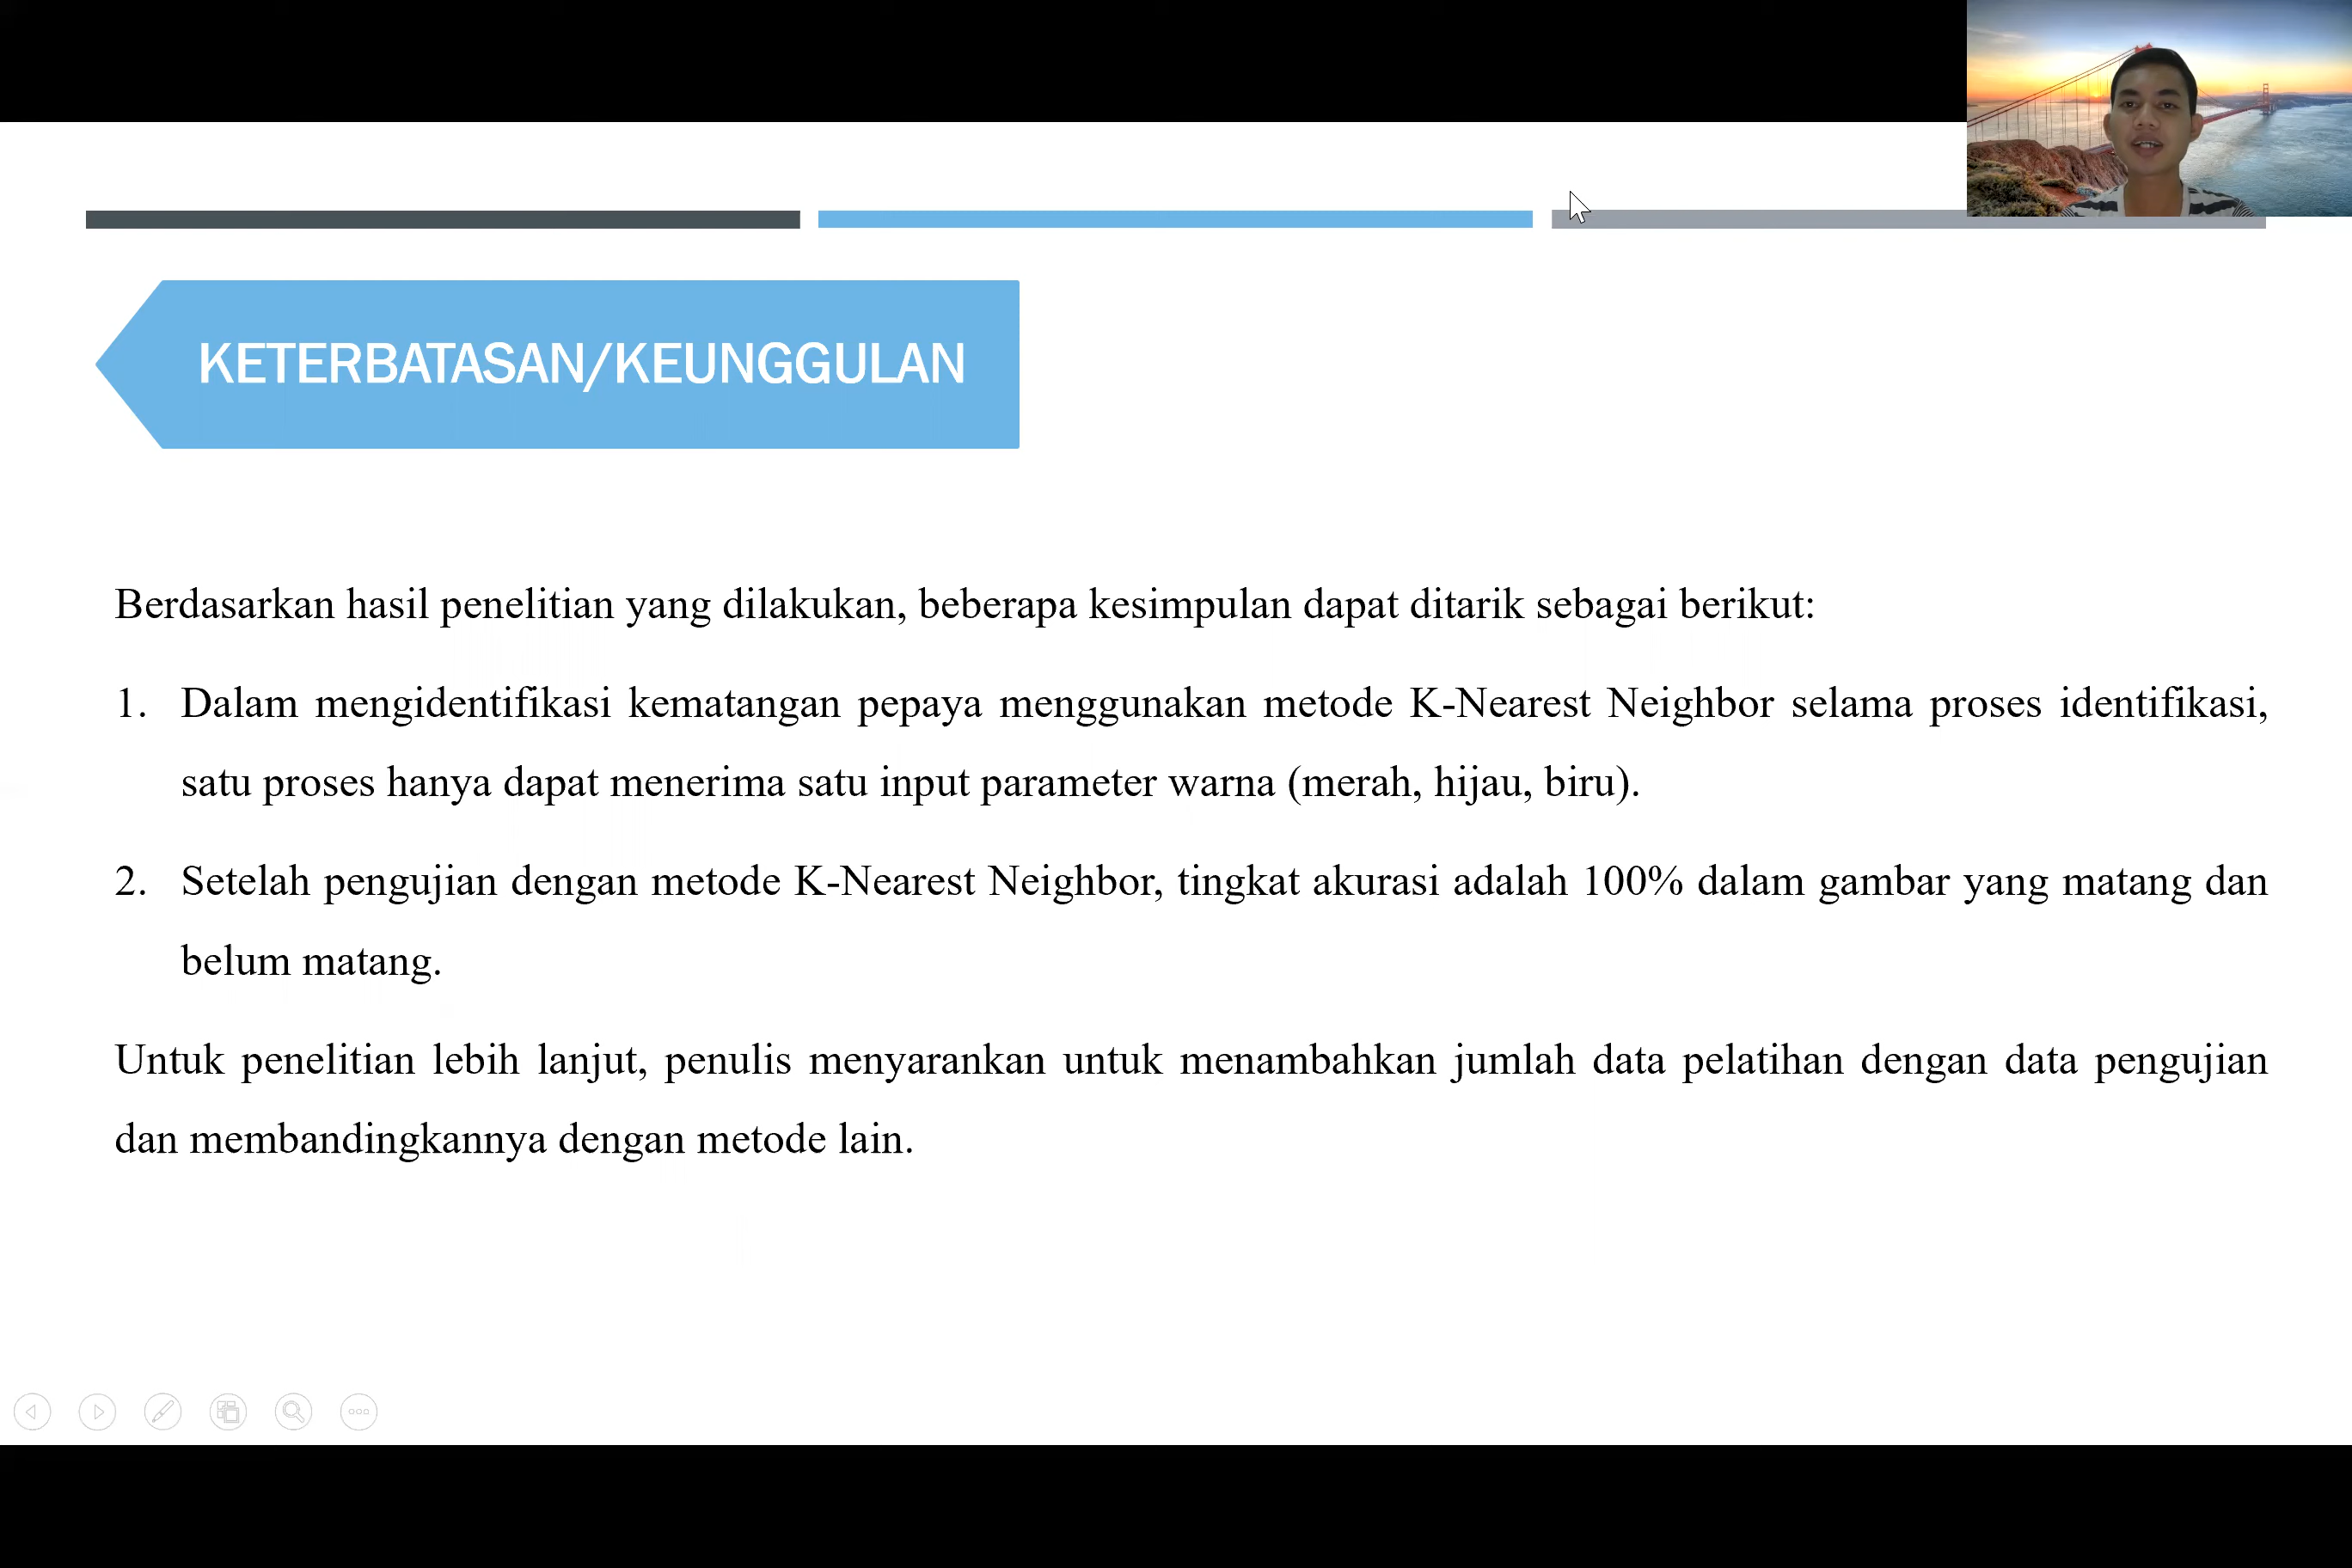 KETERBATASAN/KEUNGGULAN
Berdasarkan hasil penelitian yang dilakukan, beberapa kesimpulan dapat ditarik sebagai berikut:
1. Dalam mengidentifikasi kematangan pepaya menggunakan metode K-Nearest Neighbor selama proses identifikasi,
satu proses hanya dapat menerima satu input parameter warna (merah, hijau, biru).
2. Setelah pengujian dengan metode K-Nearest Neighbor, tingkat akurasi adalah 100% dalam gambar yang matang dan
belum matang.
Untuk penelitian lebih lanjut, penulis menyarankan untuk menambahkan jumlah data pelatihan dengan data pengujian
dan membandingkannya dengan metode lain.